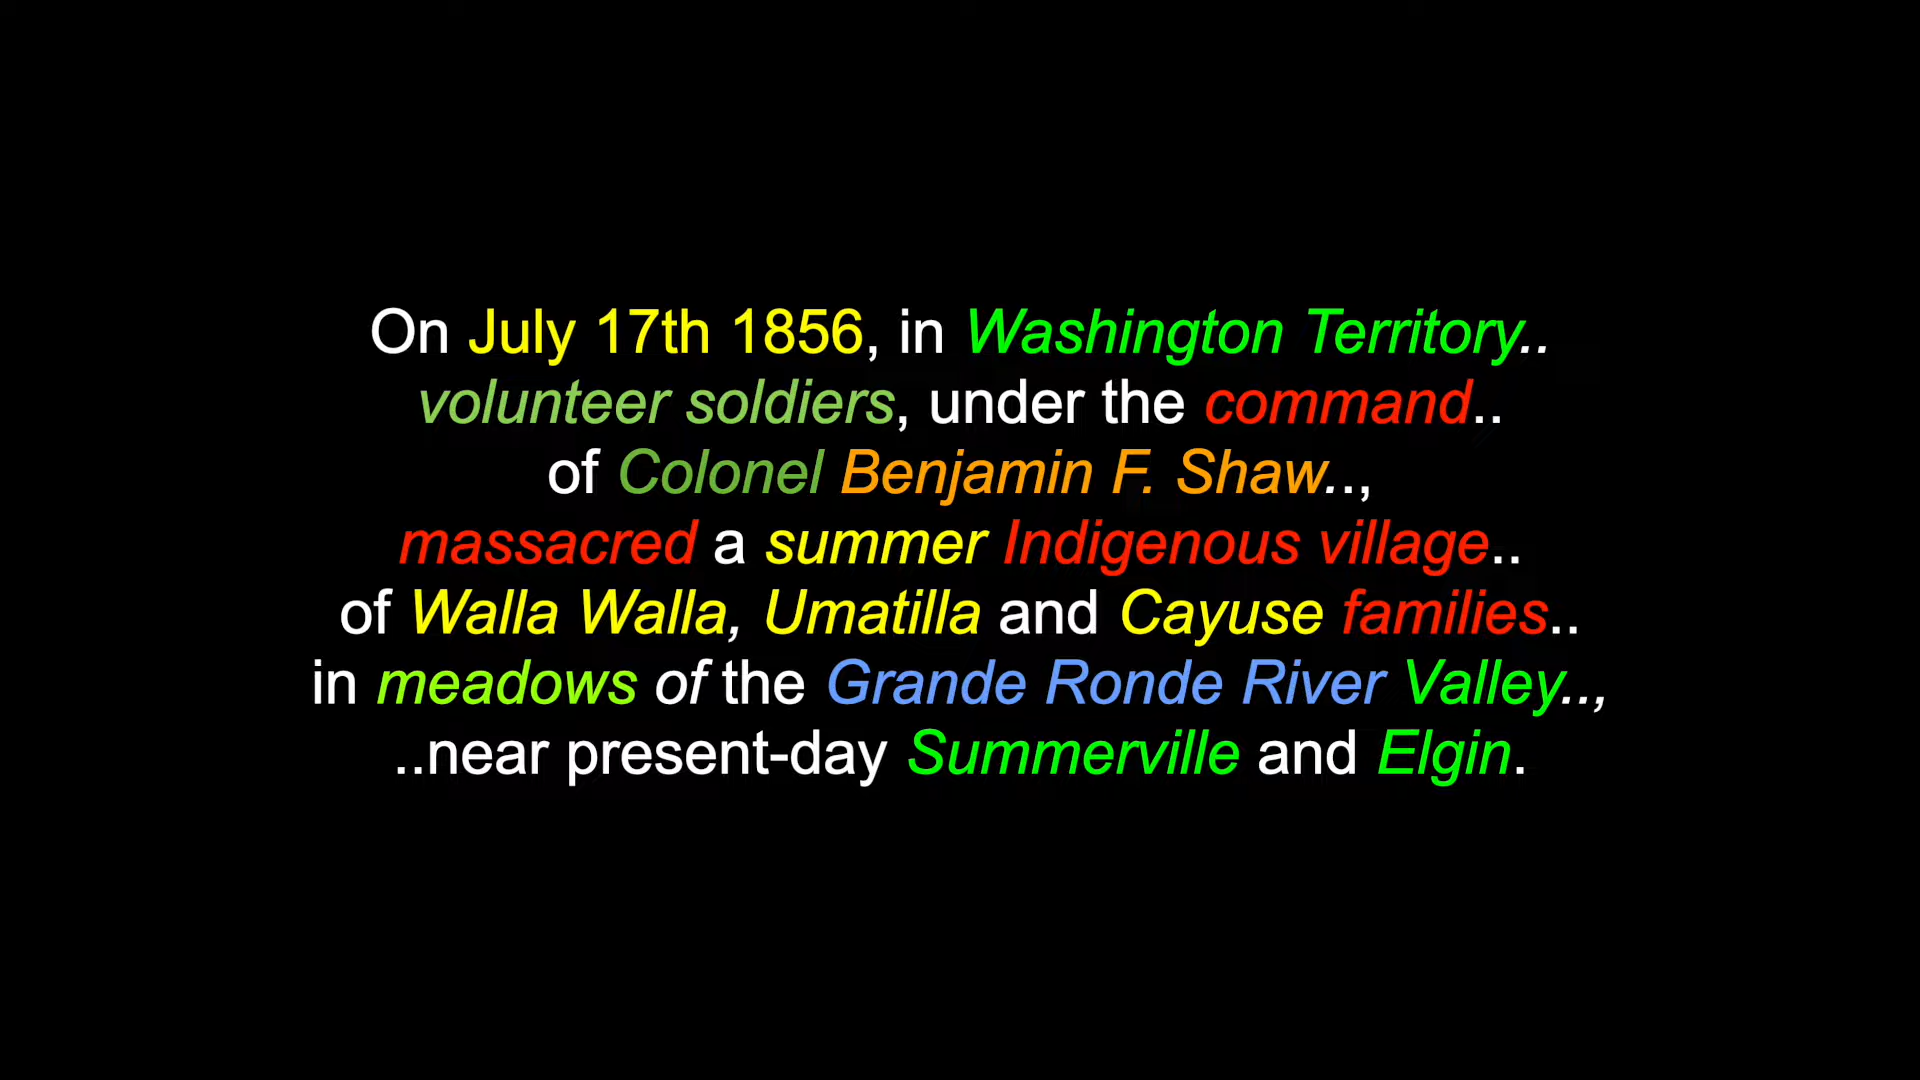 On July 17th 1856, in Washington Territory..
volunteer soldiers, under the command..
of Colonel Benjamin F. Shaw..,
massacred a summer Indigenous village..
of Walla Walla, Umatilla and Cayuse families..
in meadows of the Grande Ronde River Valley..,
..near present-day Summerville and Elgin.